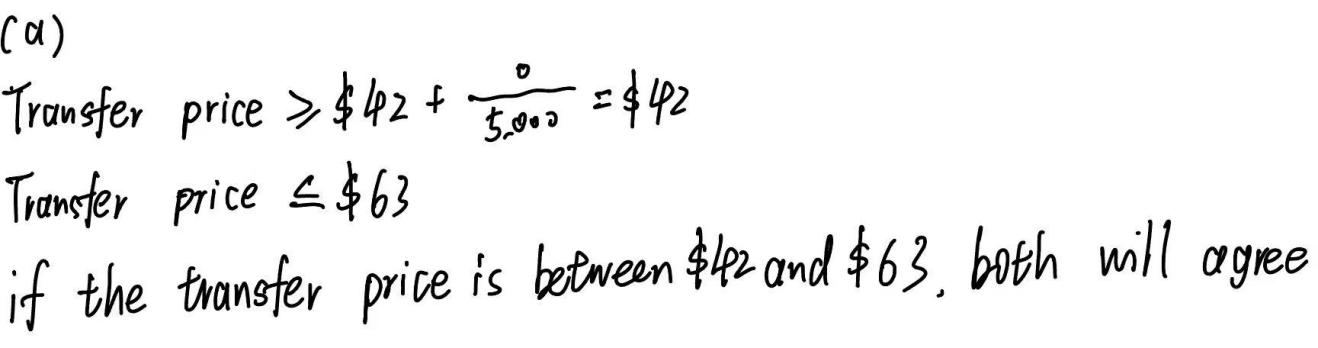 (a)
Transfer price ≥ $42 + 0/5,000 = $42
Transfer price ≤ $63
if the transfer price is between $42 and $63, both will agree